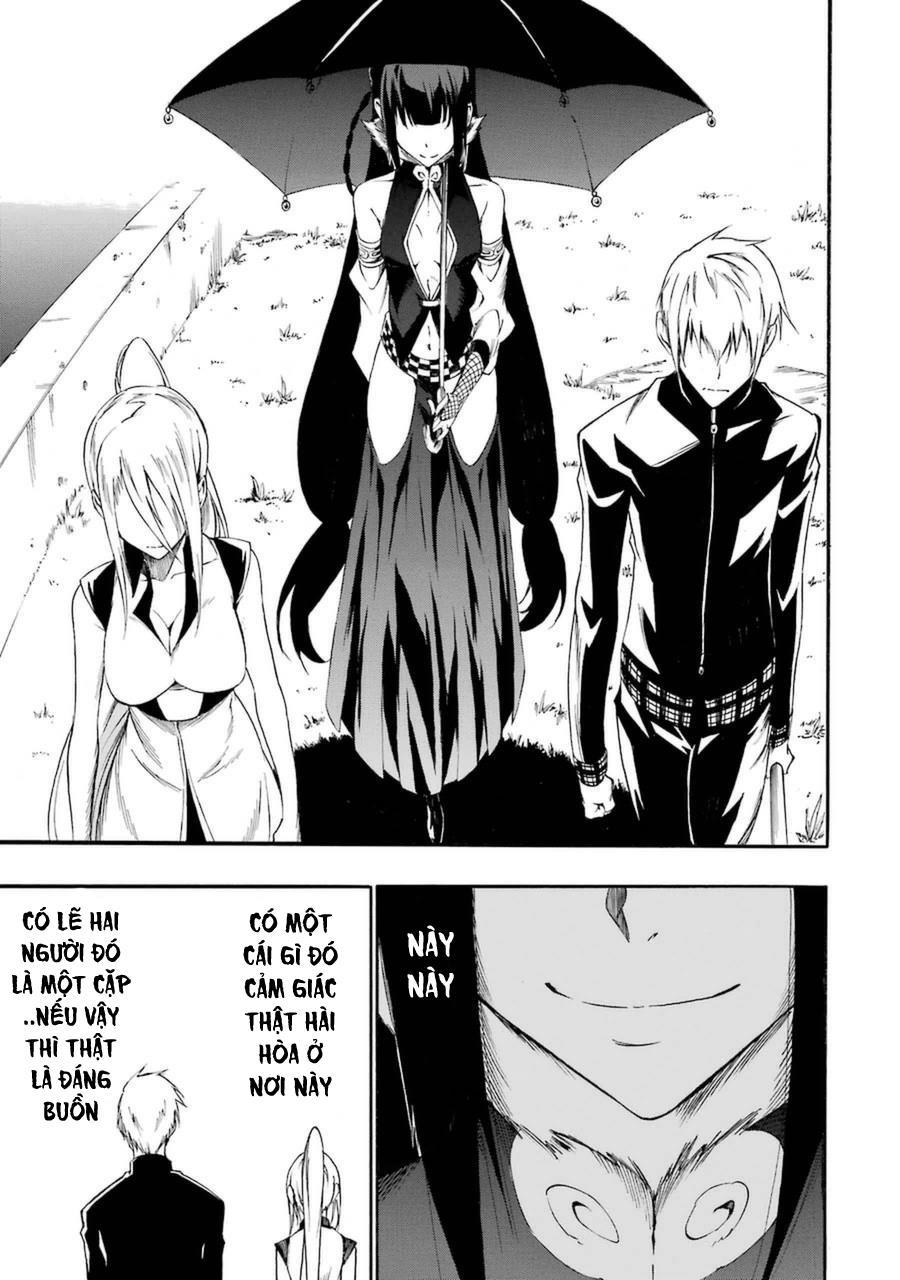 NÀY
NÀY
CÓ MỘT
CÁI GÌ ĐÓ
CẢM GIÁC
THẬT HÀI
HÒA Ở
NƠI NÀY
CÓ LẼ HAI
NGƯỜI ĐÓ
LÀ MỘT CẶP
..NẾU VẬY
THÌ THẬT
LÀ ĐÁNG
BUỒN